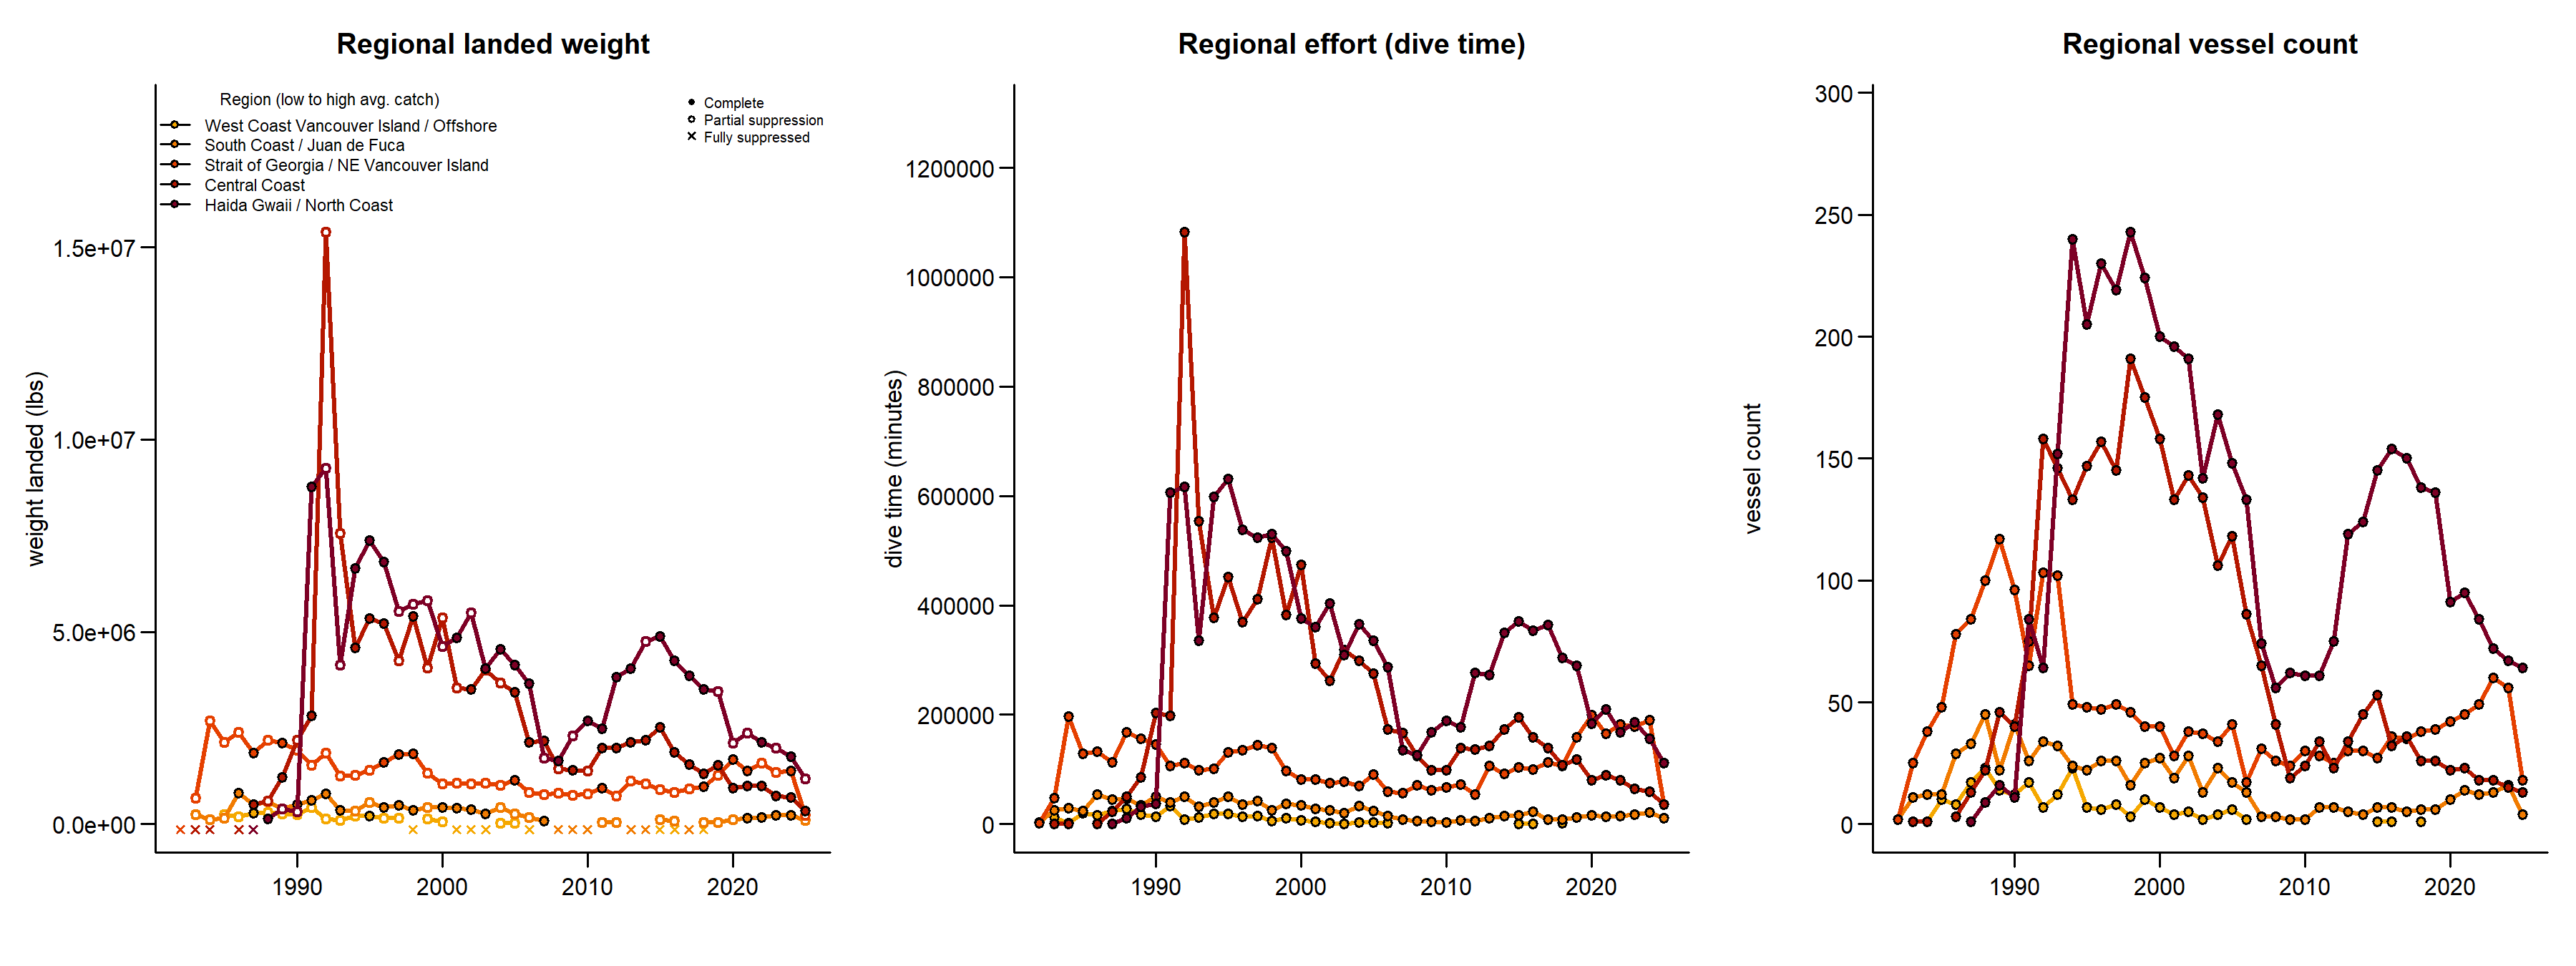 Regional landed weight
Region (low to high avg. catch)
West Coast Vancouver Island / Offshore
South Coast / Juan de Fuca
Strait of Georgia / NE Vancouver Island
Central Coast
Haida Gwaii / North Coast
Complete
Partial suppression
Fully suppressed
weight landed (lbs)
1.5e+07
1.0e+07
5.0e+06
0.0e+00
1990 2000 2010 2020
Regional effort (dive time)
dive time (minutes)
1200000
1000000
800000
600000
400000
200000
0
1990 2000 2010 2020
Regional vessel count
vessel count
300
250
200
150
100
50
0
1990 2000 2010 2020